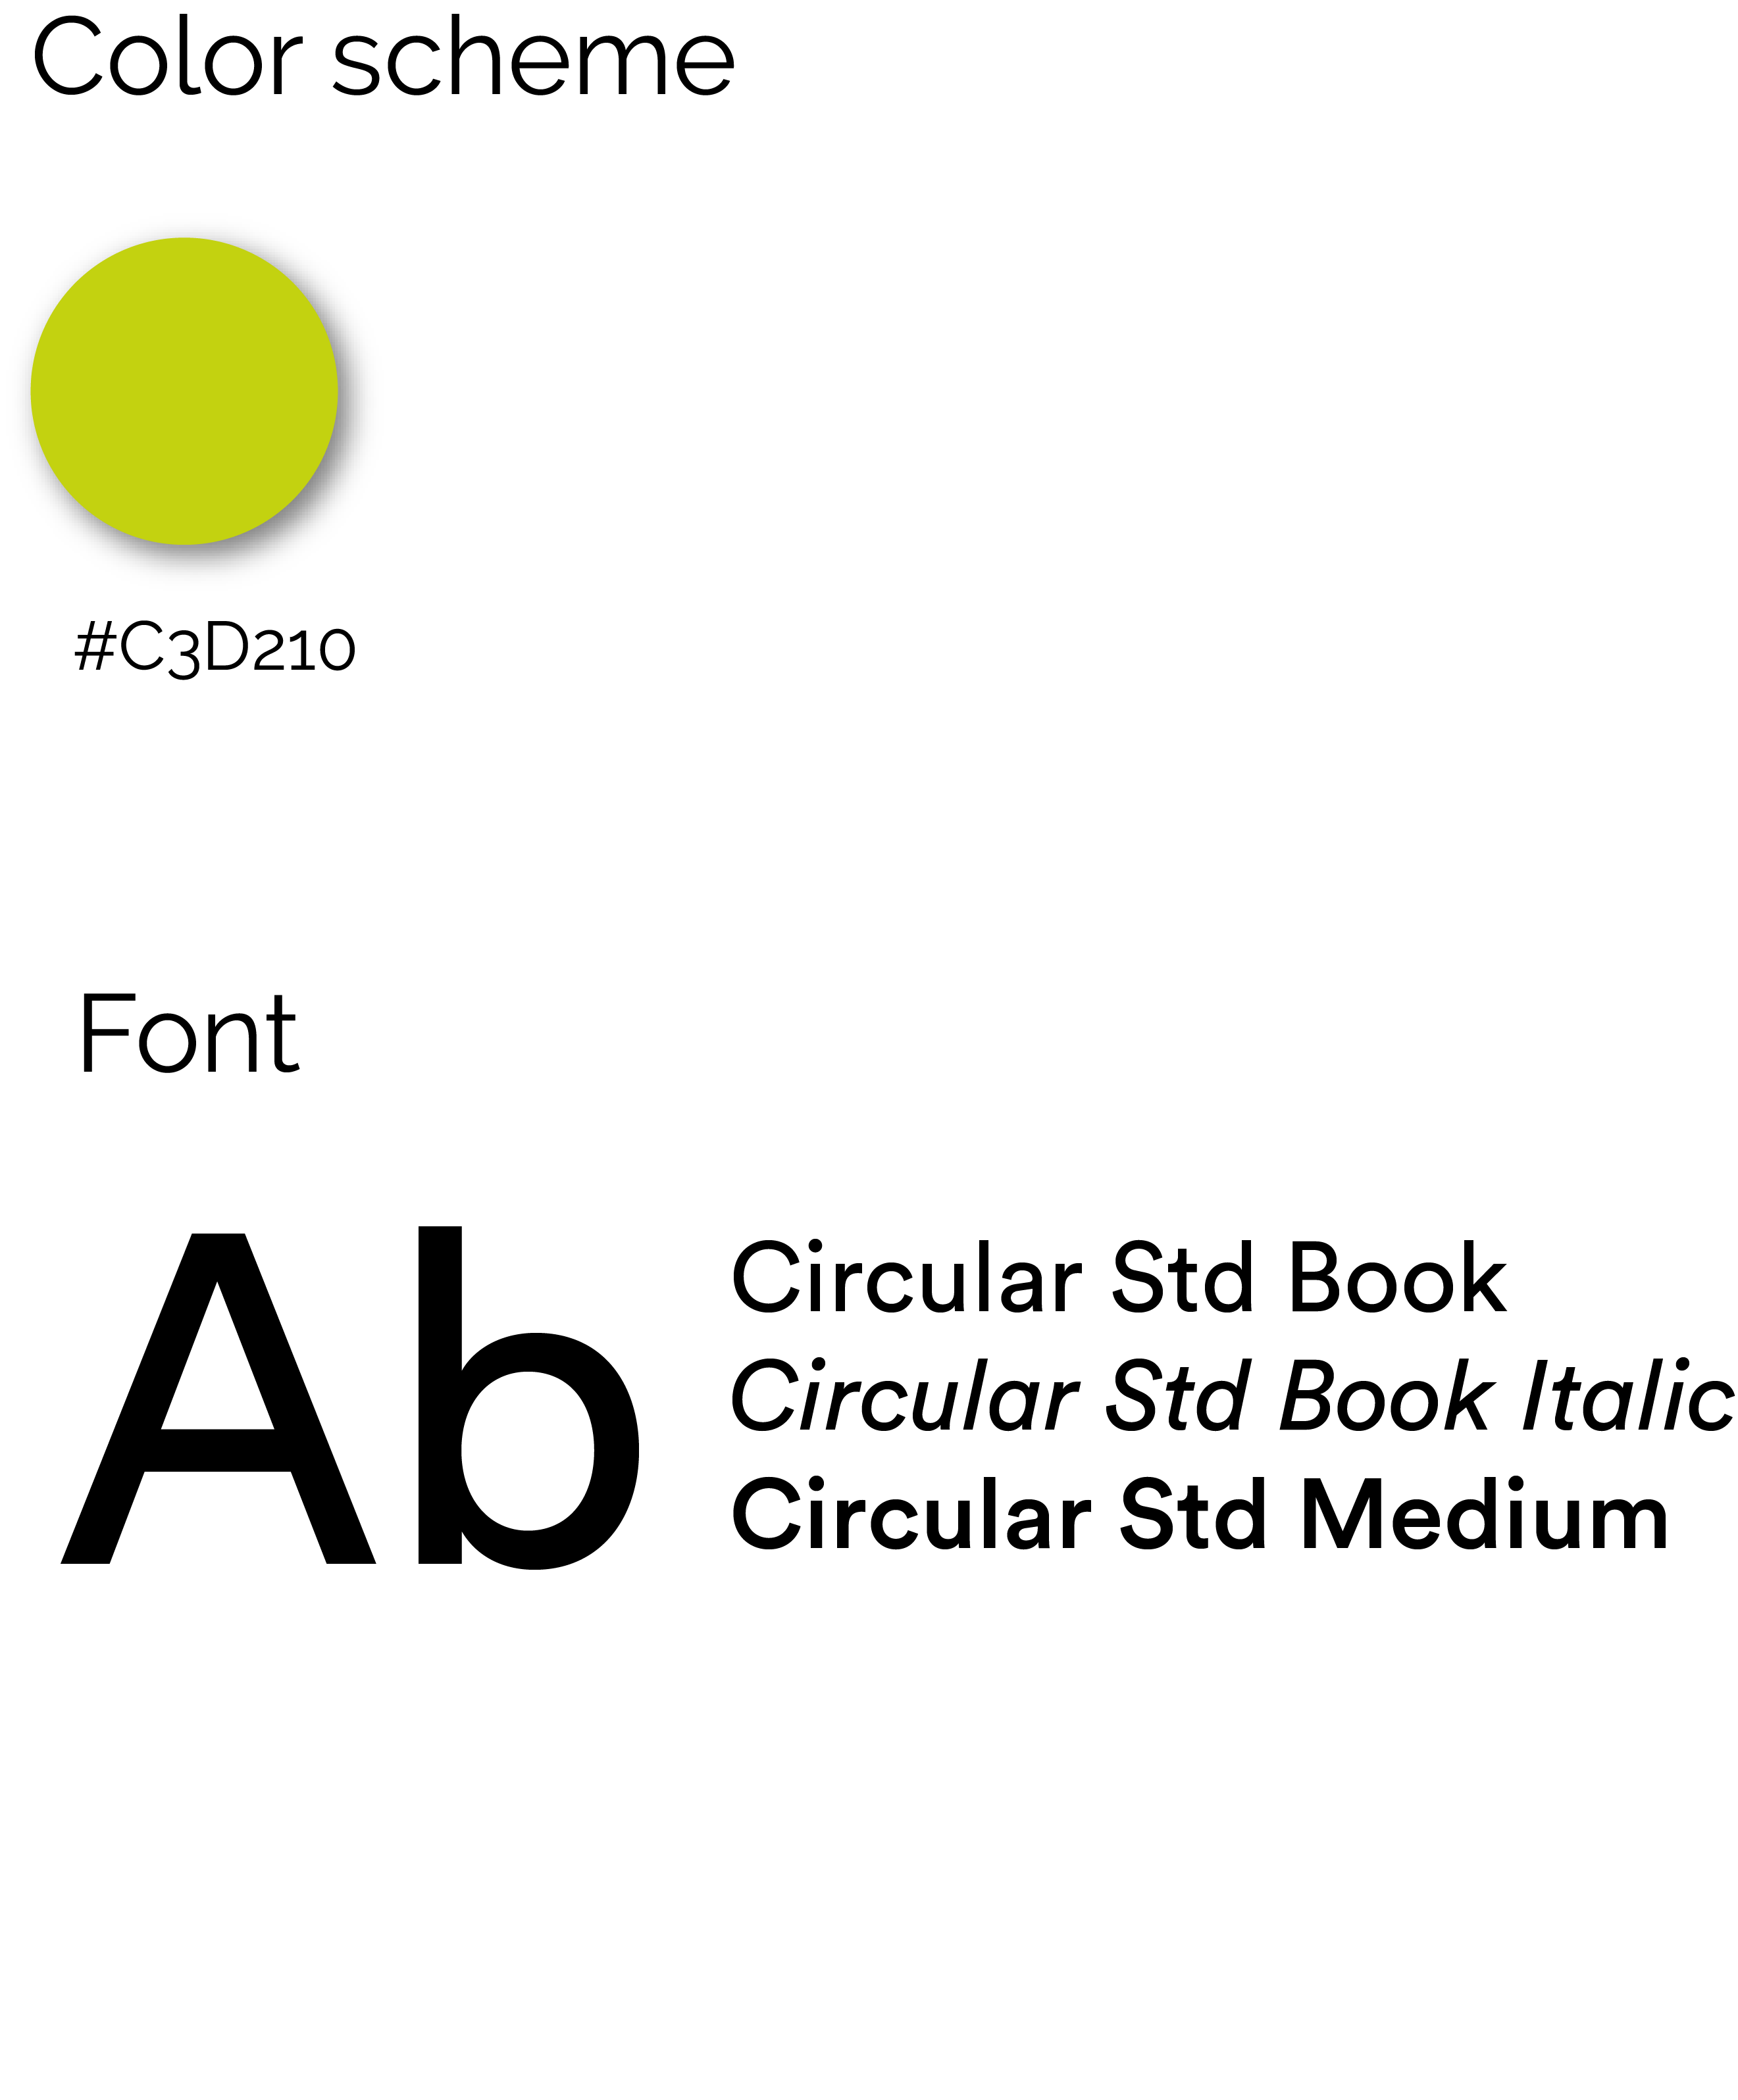 Color scheme
#C3D210
Font
Ab
Circular Std Book
Circular Std Book Italic
Circular Std Medium